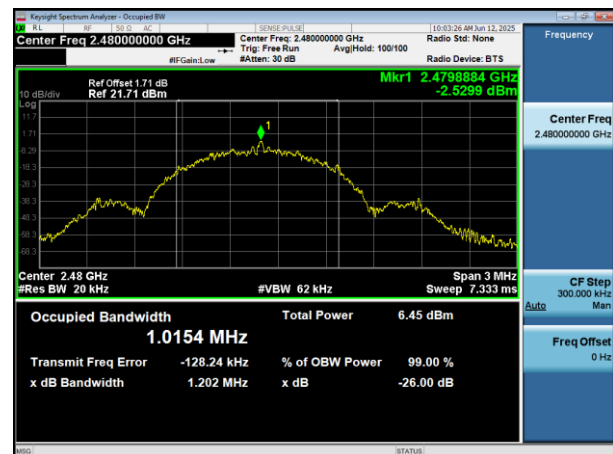 Keysight Spectrum Analyzer - Occupied BW
RL RF 50 Ω AC SENSE:PULSE 10:03:26 AM Jun 12, 2025
Center Freq 2.480000000 GHz Center Freq: 2.480000000 GHz Radio Std: None Frequency
Trig: Free Run Avg|Hold: 100/100
#IFGain:Low #Atten: 30 dB Radio Device: BTS
Ref Offset 1.71 dB Mkr1 2.4798884 GHz
10 dB/div Ref 21.71 dBm -2.5299 dBm
Log
11.7
1.71
-8.29
-18.3
-28.3
-38.3
-48.3
-58.3
-68.3
1
Center Freq
2.480000000 GHz
Center 2.48 GHz Span 3 MHz
#Res BW 20 kHz #VBW 62 kHz Sweep 7.333 ms
CF Step
300.000 kHz
Auto Man
Occupied Bandwidth Total Power 6.45 dBm
1.0154 MHz
Transmit Freq Error -128.24 kHz % of OBW Power 99.00 %
x dB Bandwidth 1.202 MHz x dB -26.00 dB
Freq Offset
0 Hz
MSG STATUS